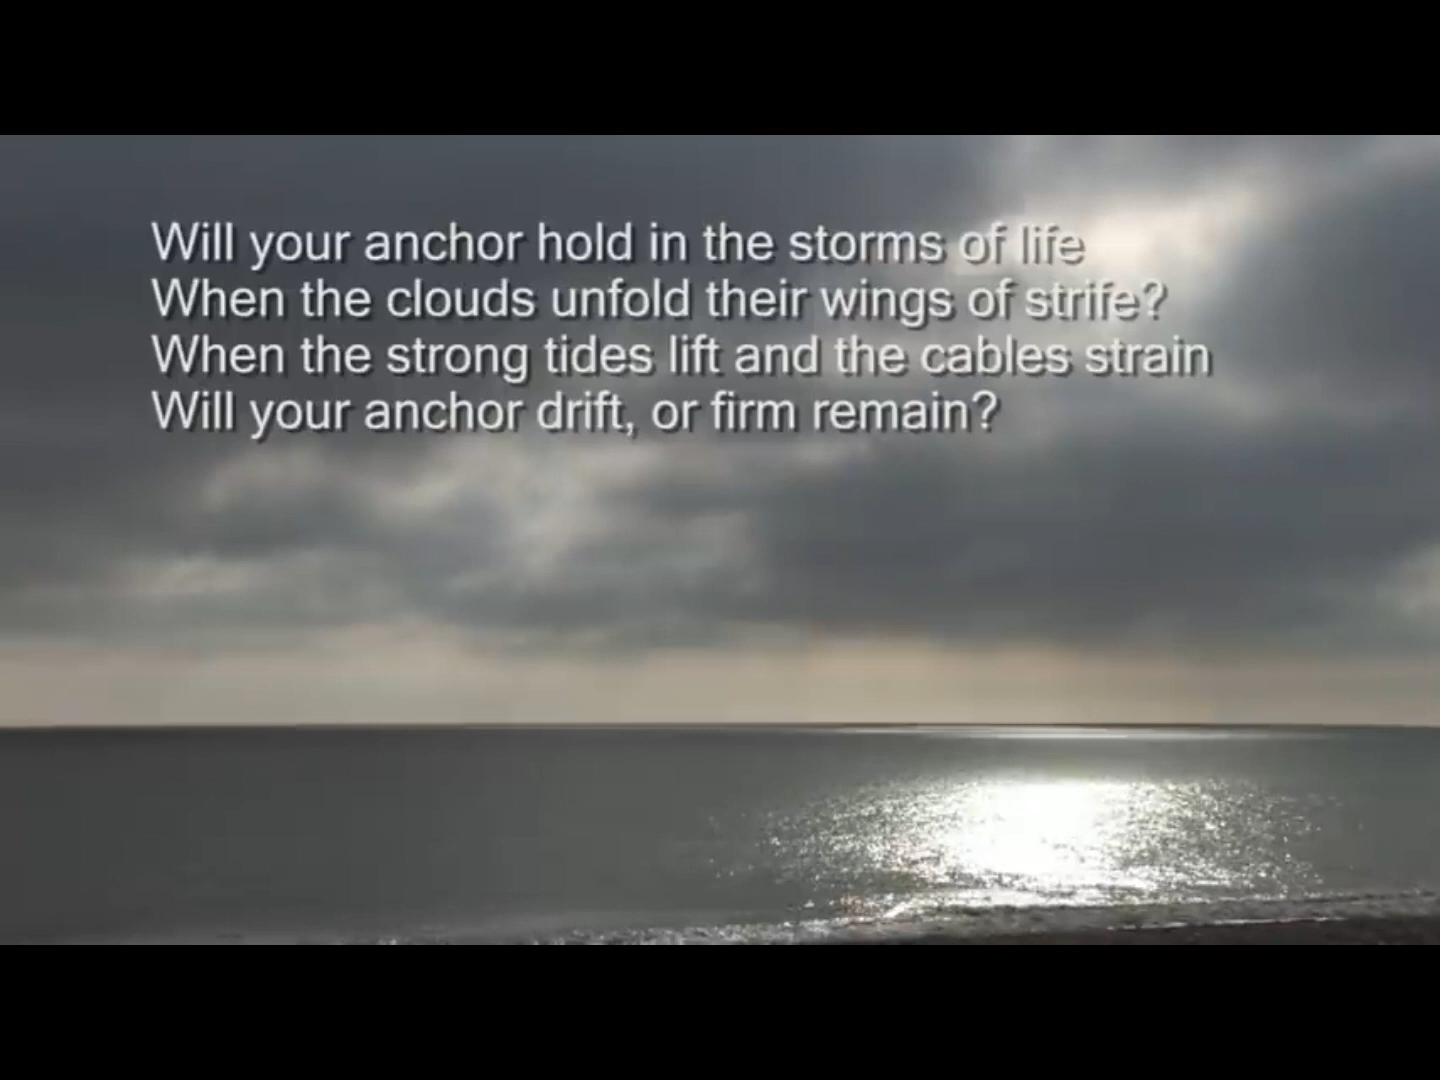 Will your anchor hold in the storms of life
When the clouds unfold their wings of strife?
When the strong tides lift and the cables strain
Will your anchor drift, or firm remain?